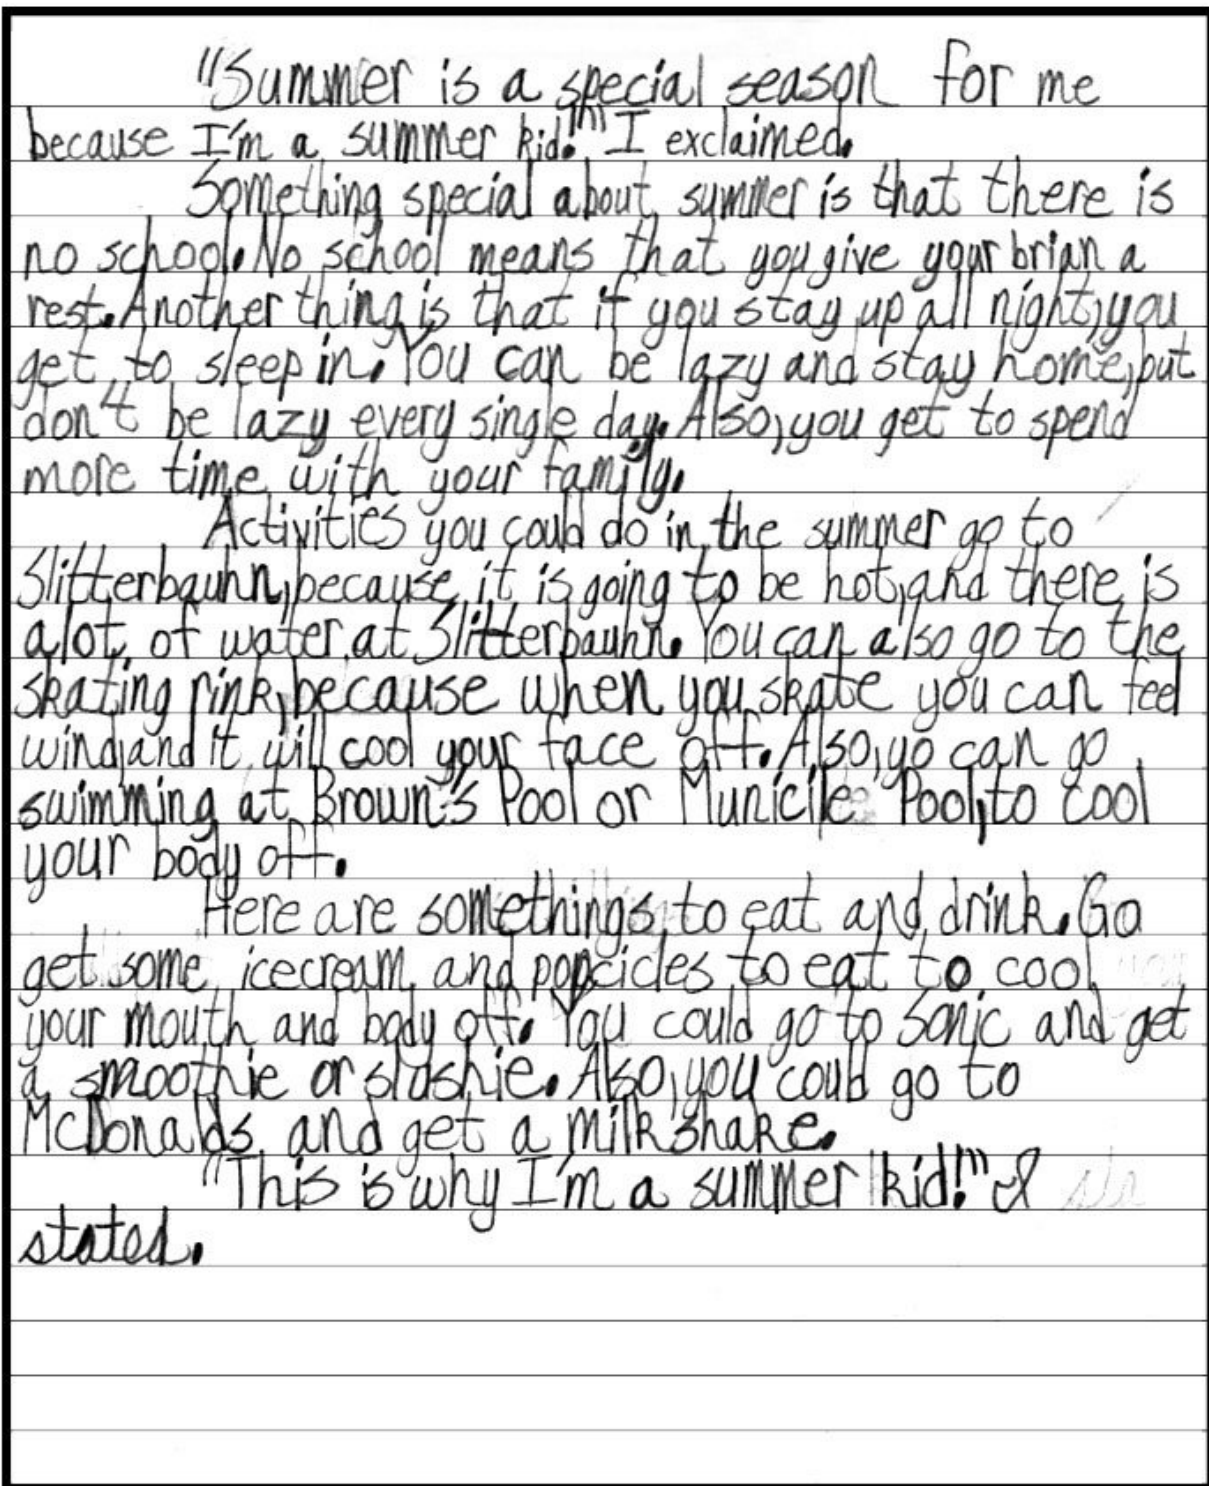 "Summer is a special season for me
because I'm a summer kid!" I exclaimed.
Something special about summer is that there is
no school. No school means that you give your brian a
rest. Another thing is that if you stay up all night, you
get to sleep in. You can be lazy and stay home, but
don't be lazy every single day. Also, you get to spend
more time with your family.
Activities you could do in the summer go to
Slitterbauhn, because it is going to be hot, and there is
alot of water at Slitterbauhn. You can also go to the
skating rink, because when you skate you can feel
wind, and it will cool your face off. Also, yo can go
swimming at Brown's Pool or Municile Pool, to cool
your body off.
Here are somethings to eat and drink. Go
get some icecream and popcicles to eat to cool
your mouth and body off. You could go to Sonic and get
a smoothie or slushie. Also, you coub go to
McDonalds and get a milkshake.
"This is why I'm a summer kid!" I
stated.